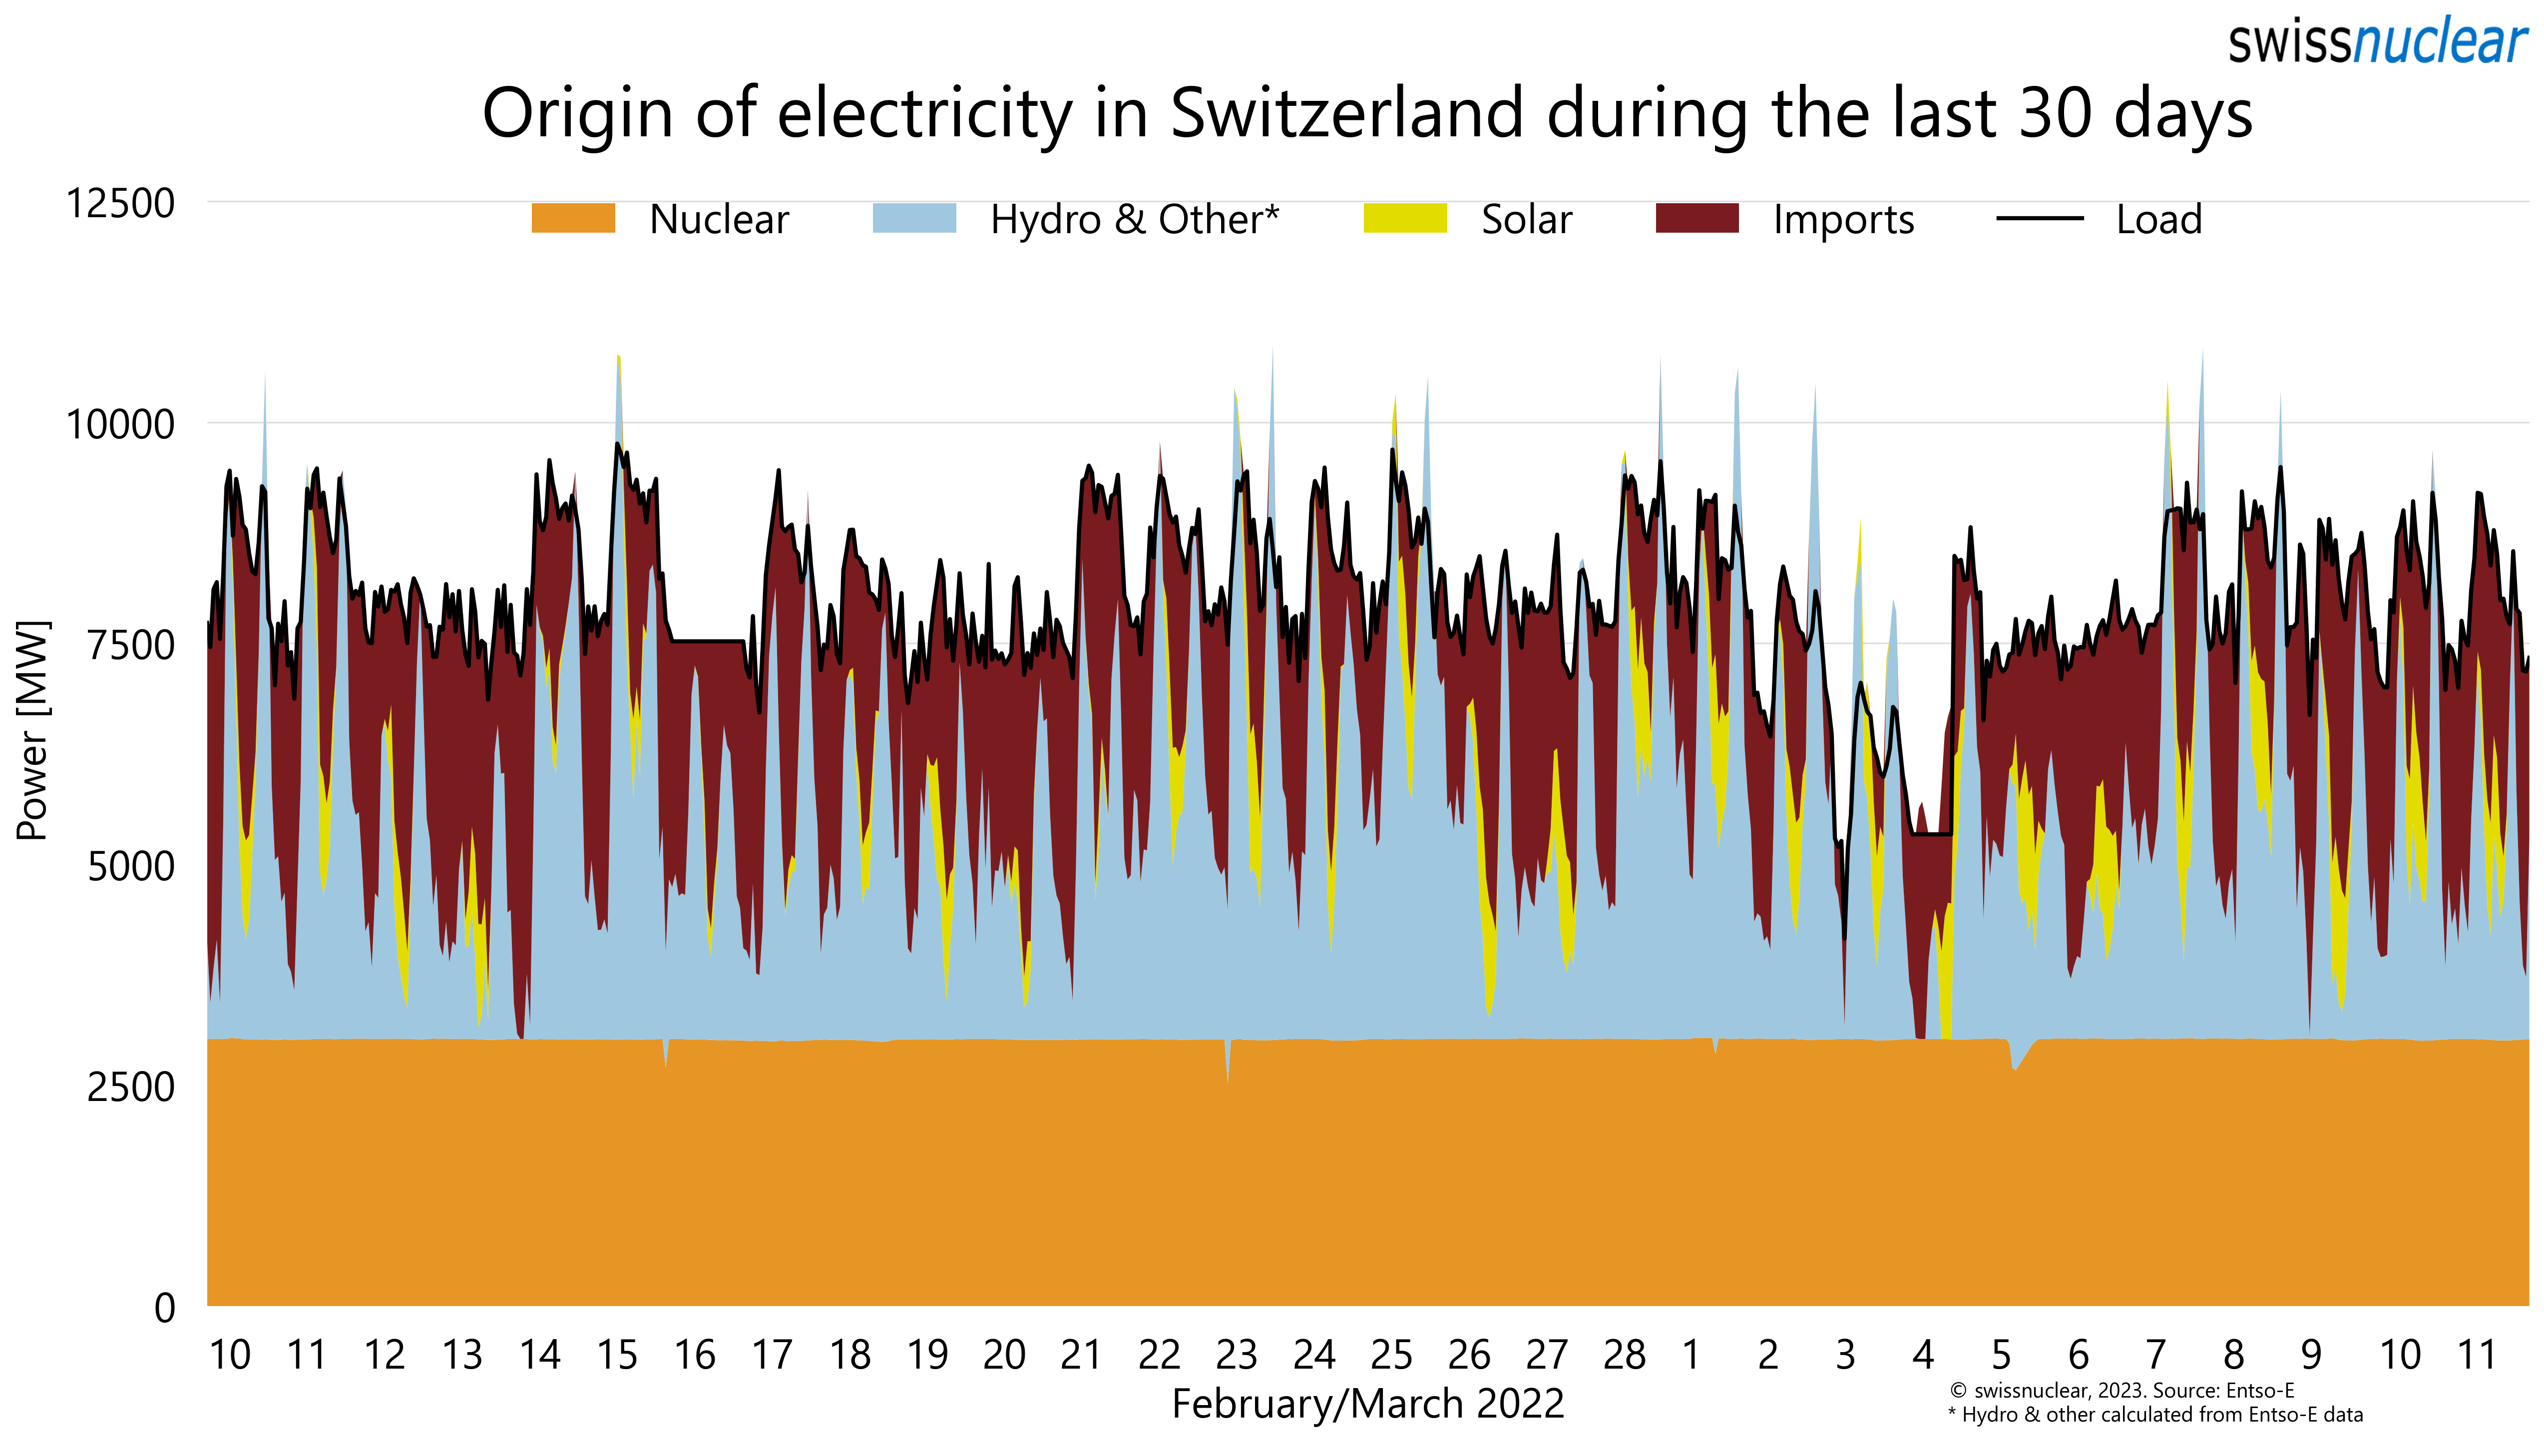 swissnuclear
Origin of electricity in Switzerland during the last 30 days
Nuclear Hydro & Other* Solar Imports Load
12500
10000
7500
5000
2500
0
Power [MW]
10 11 12 13 14 15 16 17 18 19 20 21 22 23 24 25 26 27 28 1 2 3 4 5 6 7 8 9 10 11
February/March 2022
© swissnuclear, 2023. Source: Entso-E
* Hydro & other calculated from Entso-E data